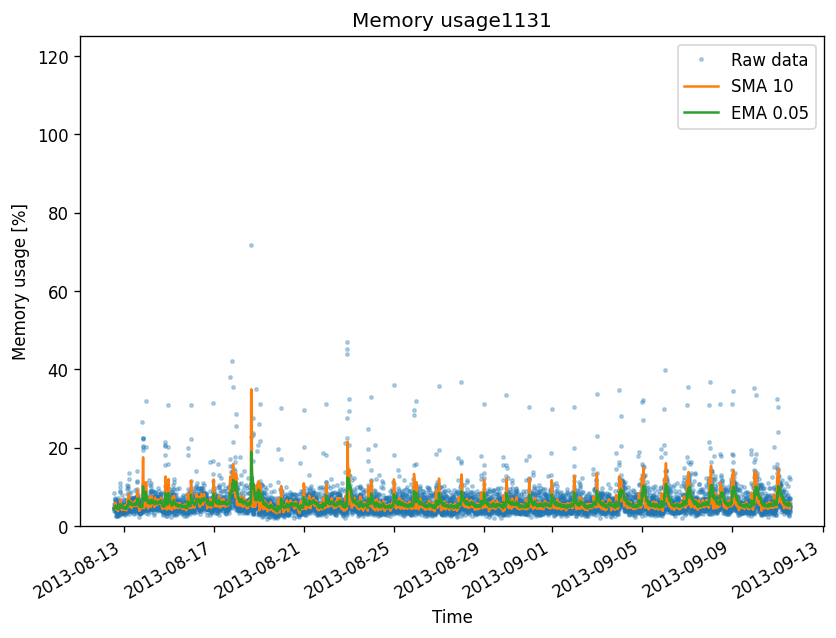 Memory usage1131
Raw data
SMA 10
EMA 0.05
120
100
80
60
40
20
0
Memory usage [%]
2013-08-13
2013-08-17
2013-08-21
2013-08-25
2013-08-29
2013-09-01
2013-09-05
2013-09-09
2013-09-13
Time